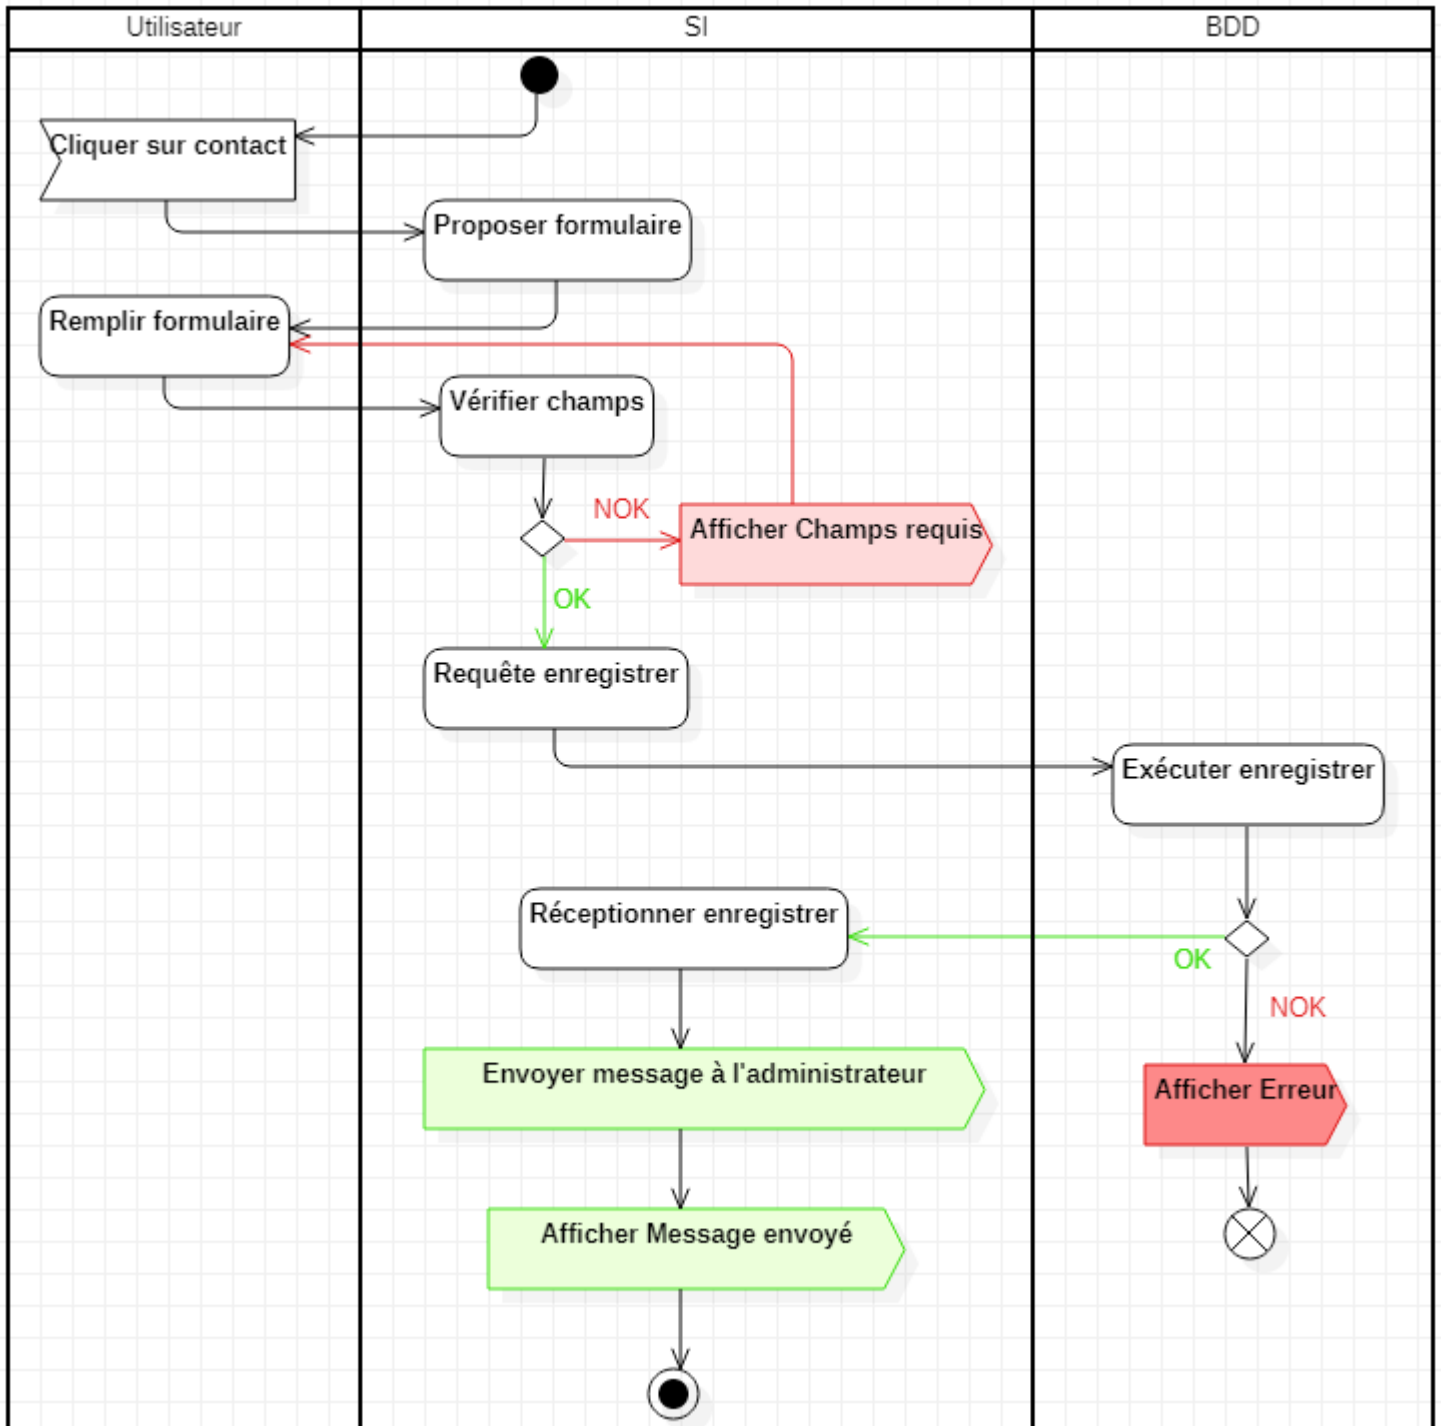 Utilisateur
SI
BDD
Cliquer sur contact
Proposer formulaire
Remplir formulaire
Vérifier champs
NOK
Afficher Champs requis
OK
Requête enregistrer
Exécuter enregistrer
Réceptionner enregistrer
OK
NOK
Envoyer message à l'administrateur
Afficher Erreur
Afficher Message envoyé